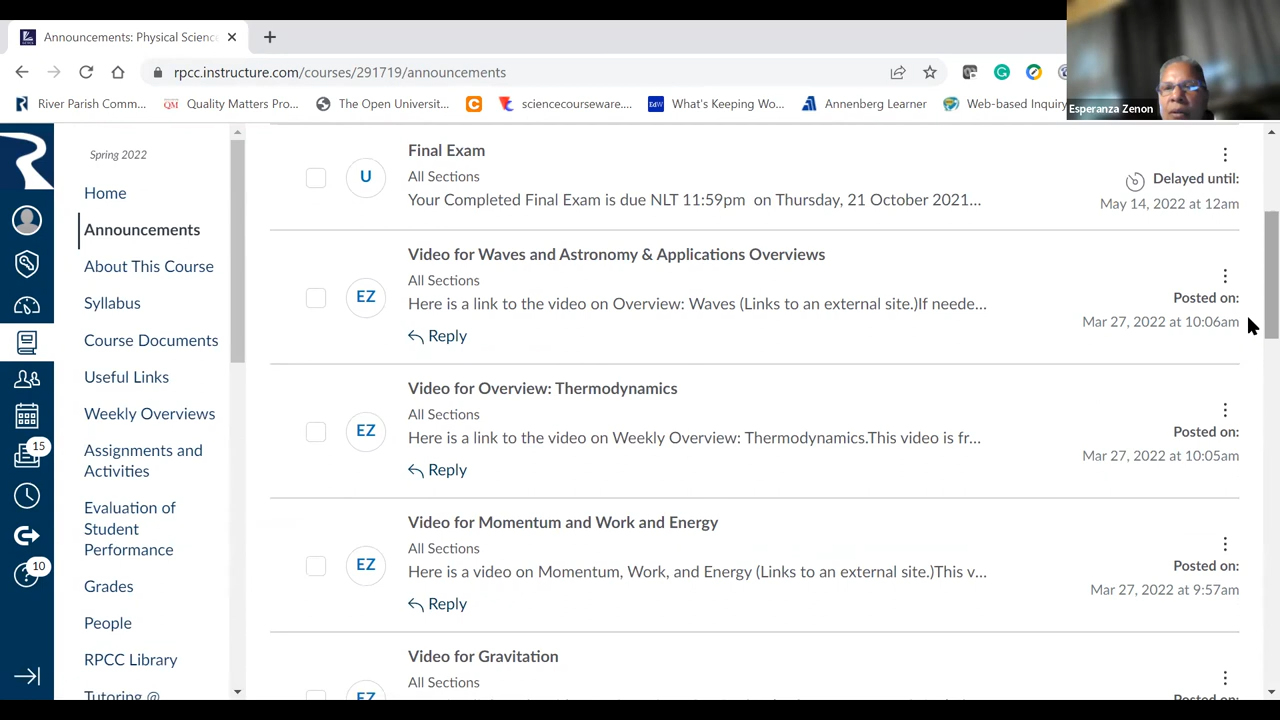 Announcements: Physical Science
rpcc.instructure.com/courses/291719/announcements
River Parish Comm...
Quality Matters Pro...
The Open Universit...
sciencecourseware....
What's Keeping Wo...
Annenberg Learner
Web-based Inquiry
Esperanza Zenon
Spring 2022
Home
Announcements
About This Course
Syllabus
Course Documents
Useful Links
Weekly Overviews
Assignments and
Activities
Evaluation of
Student
Performance
Grades
People
RPCC Library
Tutoring @
15
10
Final Exam
U
All Sections
Your Completed Final Exam is due NLT 11:59pm on Thursday, 21 October 2021...
Delayed until:
May 14, 2022 at 12am
Video for Waves and Astronomy & Applications Overviews
EZ
All Sections
Here is a link to the video on Overview: Waves (Links to an external site.)If neede...
Reply
Posted on:
Mar 27, 2022 at 10:06am
Video for Overview: Thermodynamics
EZ
All Sections
Here is a link to the video on Weekly Overview: Thermodynamics.This video is fr...
Reply
Posted on:
Mar 27, 2022 at 10:05am
Video for Momentum and Work and Energy
EZ
All Sections
Here is a video on Momentum, Work, and Energy (Links to an external site.)This v...
Reply
Posted on:
Mar 27, 2022 at 9:57am
Video for Gravitation
EZ
All Sections
Posted on: